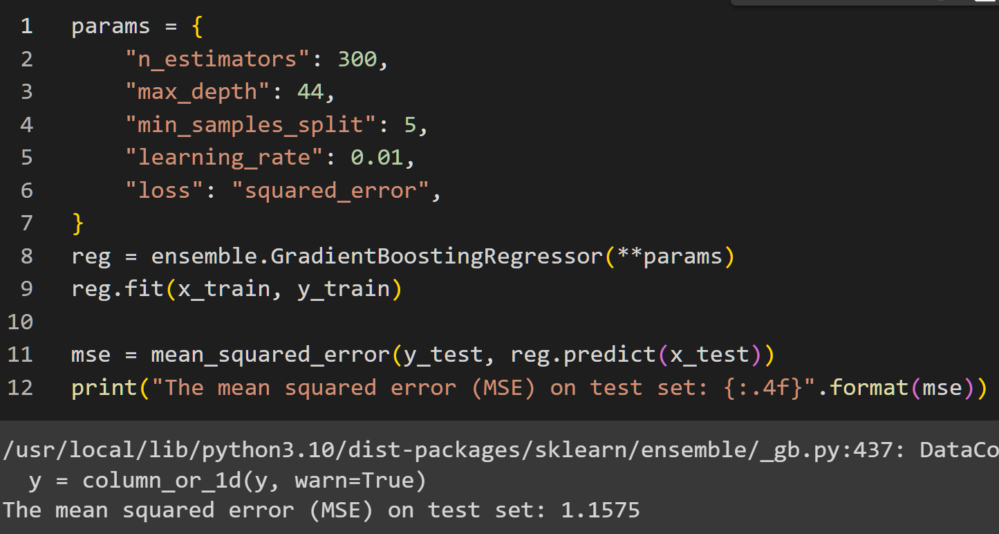 1 params = {
2     "n_estimators": 300,
3     "max_depth": 44,
4     "min_samples_split": 5,
5     "learning_rate": 0.01,
6     "loss": "squared_error",
7 }
8 reg = ensemble.GradientBoostingRegressor(**params)
9 reg.fit(x_train, y_train)
10
11 mse = mean_squared_error(y_test, reg.predict(x_test))
12 print("The mean squared error (MSE) on test set: {:.4f}".format(mse))
/usr/local/lib/python3.10/dist-packages/sklearn/ensemble/_gb.py:437: DataCo
  y = column_or_1d(y, warn=True)
The mean squared error (MSE) on test set: 1.1575